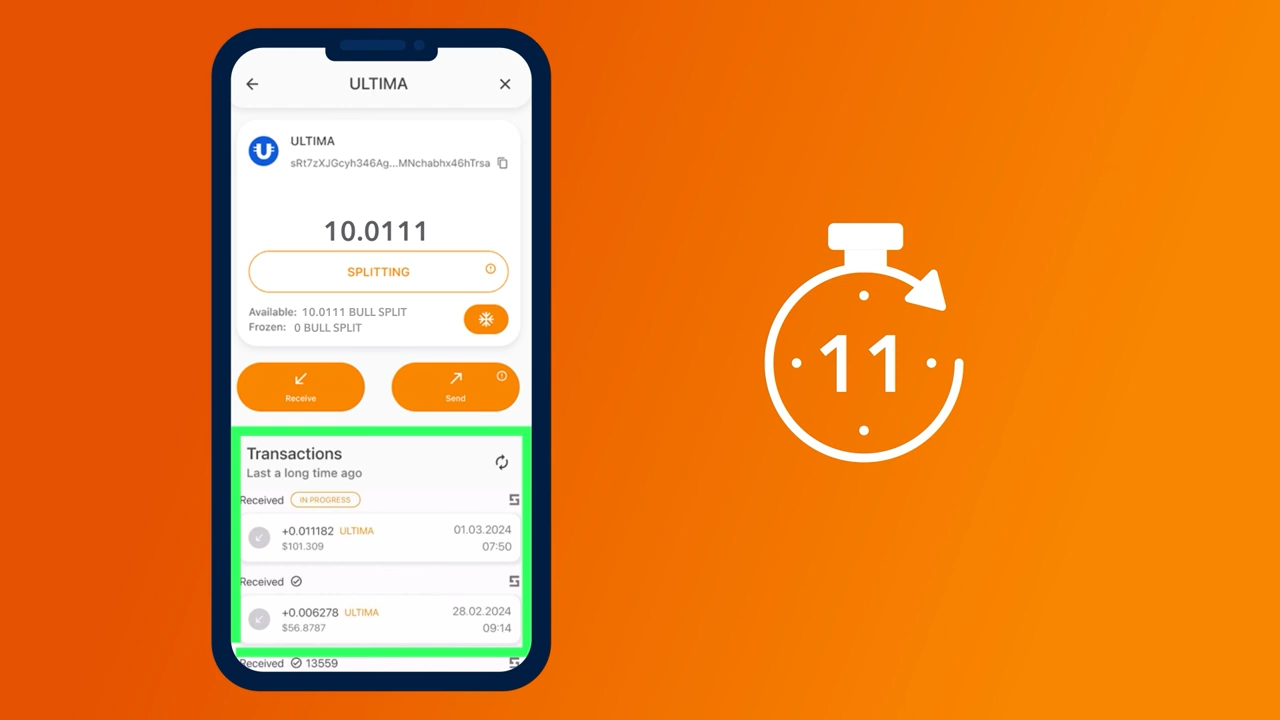 ULTIMA
ULTIMA
sRt7zXJGcyh346Ag...MNchabhx46hTrsa
10.0111
SPLITTING
Available: 10.0111 BULL SPLIT
Frozen: 0 BULL SPLIT
Receive
Send
Transactions
Last a long time ago
Received IN PROGRESS
+0.011182 ULTIMA 01.03.2024
$101.309 07:50
Received
+0.006278 ULTIMA 28.02.2024
$56.8787 09:14
Received 13559
11